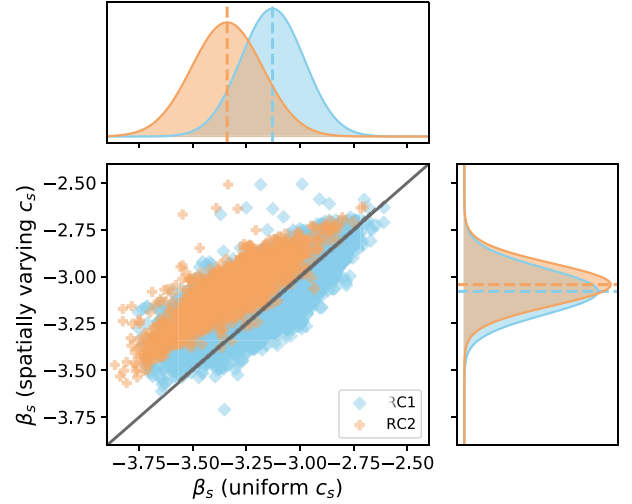 −2.50
−2.75
−3.00
−3.25
−3.50
−3.75
βs (spatially varying cs)
RC1
RC2
−3.75−3.50−3.25−3.00−2.75−2.50
βs (uniform cs)